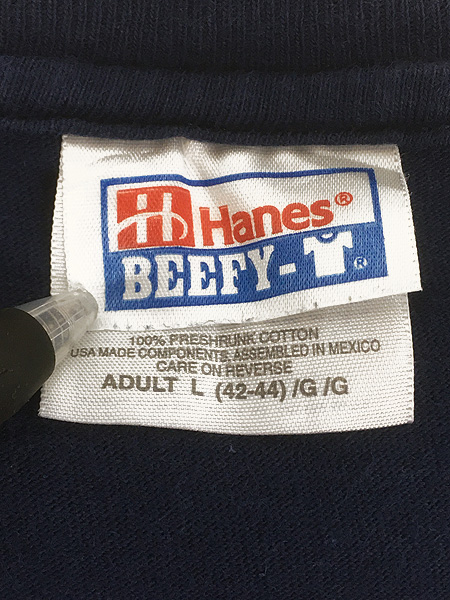 Hanes®
BEEFY-T®
100% PRESHRUNK COTTON
USA MADE COMPONENTS, ASSEMBLED IN MEXICO
CARE ON REVERSE
ADULT L (42-44) /G /G